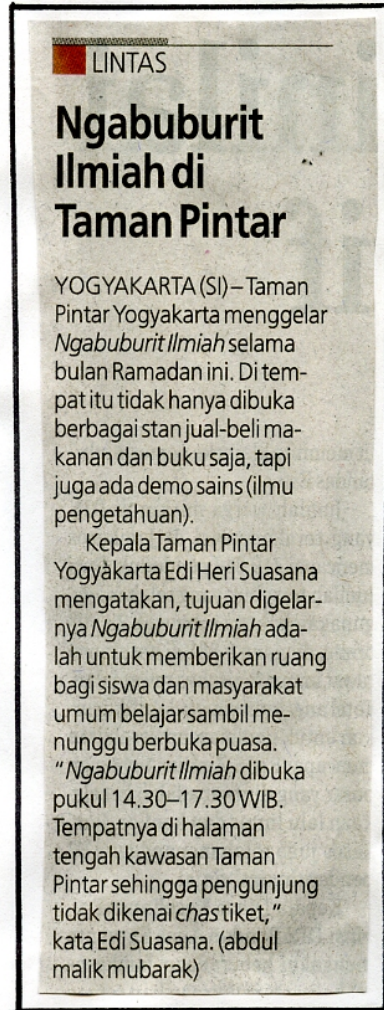 LINTAS
Ngabuburit
Ilmiah di
Taman Pintar
YOGYAKARTA (SI) – Taman
Pintar Yogyakarta menggelar
Ngabuburit Ilmiah selama
bulan Ramadan ini. Di tem-
pat itu tidak hanya dibuka
berbagai stan jual-beli ma-
kanan dan buku saja, tapi
juga ada demo sains (ilmu
pengetahuan).
Kepala Taman Pintar
Yogyakarta Edi Heri Suasana
mengatakan, tujuan digelar-
nya Ngabuburit Ilmiah ada-
lah untuk memberikan ruang
bagi siswa dan masyarakat
umum belajar sambil me-
nunggu berbuka puasa.
“Ngabuburit Ilmiah dibuka
pukul 14.30–17.30 WIB.
Tempatnya di halaman
tengah kawasan Taman
Pintar sehingga pengunjung
tidak dikenai chas tiket,”
kata Edi Suasana. (abdul
malik mubarak)